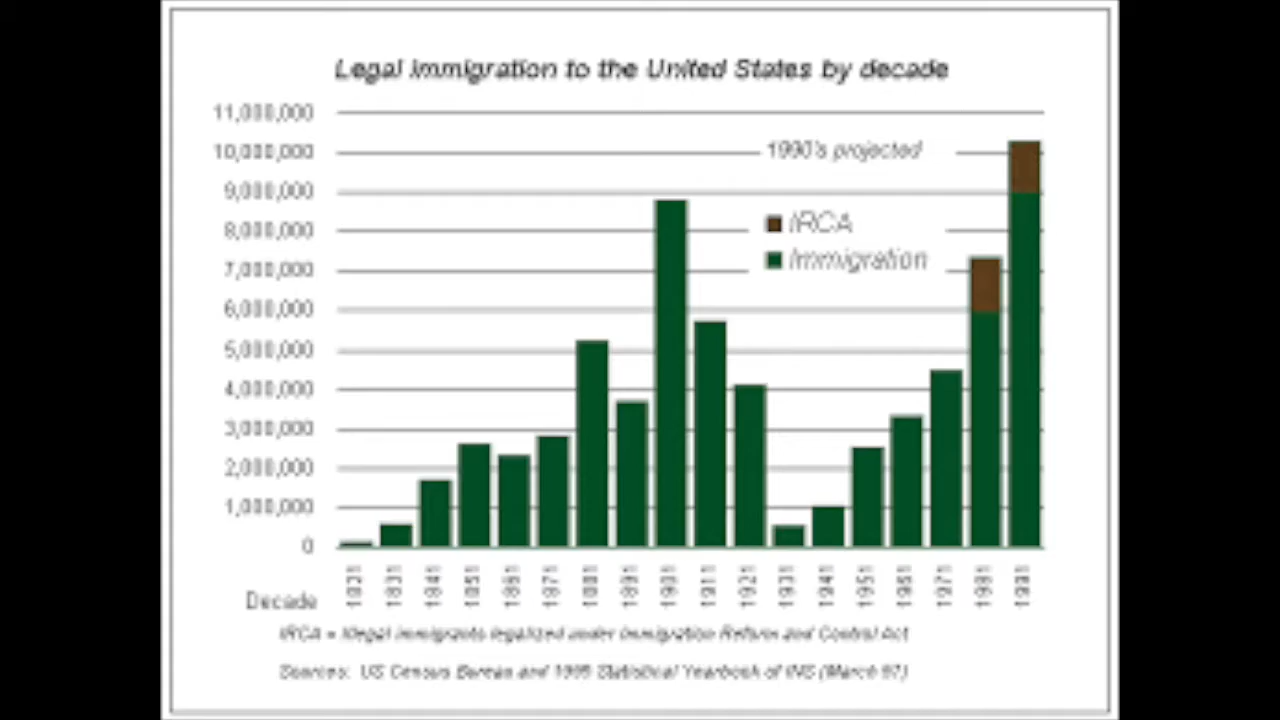 Legal Immigration to the United States by decade
11,000,000
10,000,000
1990's projected
9,000,000
8,000,000
IRCA
7,000,000
Immigration
6,000,000
5,000,000
4,000,000
3,000,000
2,000,000
1,000,000
0
Decade
1821 1831 1841 1851 1861 1871 1881 1891 1901 1911 1921 1931 1941 1951 1961 1971 1981 1991
IRCA = Illegal immigrants legalized under Immigration Reform and Control Act
Sources: US Census Bureau and Statistical Yearbook of INS (March 97)